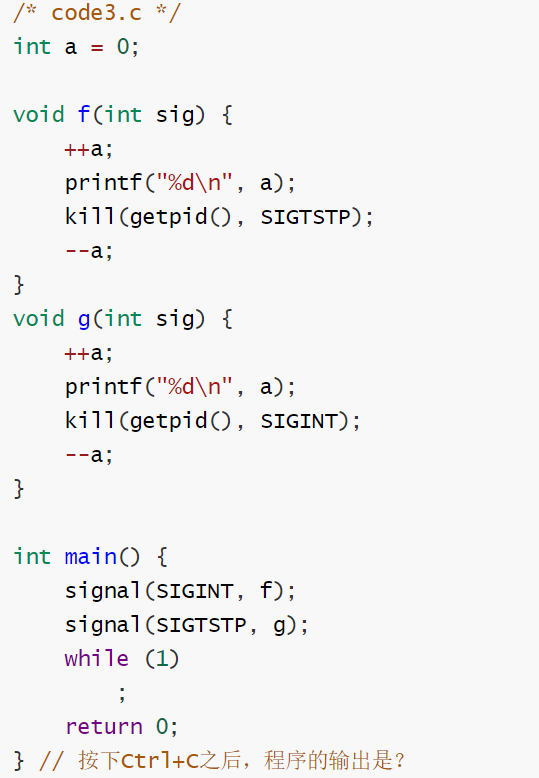 /* code3.c */
int a = 0;

void f(int sig) {
    ++a;
    printf("%d\n", a);
    kill(getpid(), SIGTSTP);
    --a;
}
void g(int sig) {
    ++a;
    printf("%d\n", a);
    kill(getpid(), SIGINT);
    --a;
}

int main() {
    signal(SIGINT, f);
    signal(SIGTSTP, g);
    while (1)
        ;
    return 0;
} // 按下Ctrl+C之后，程序的输出是？